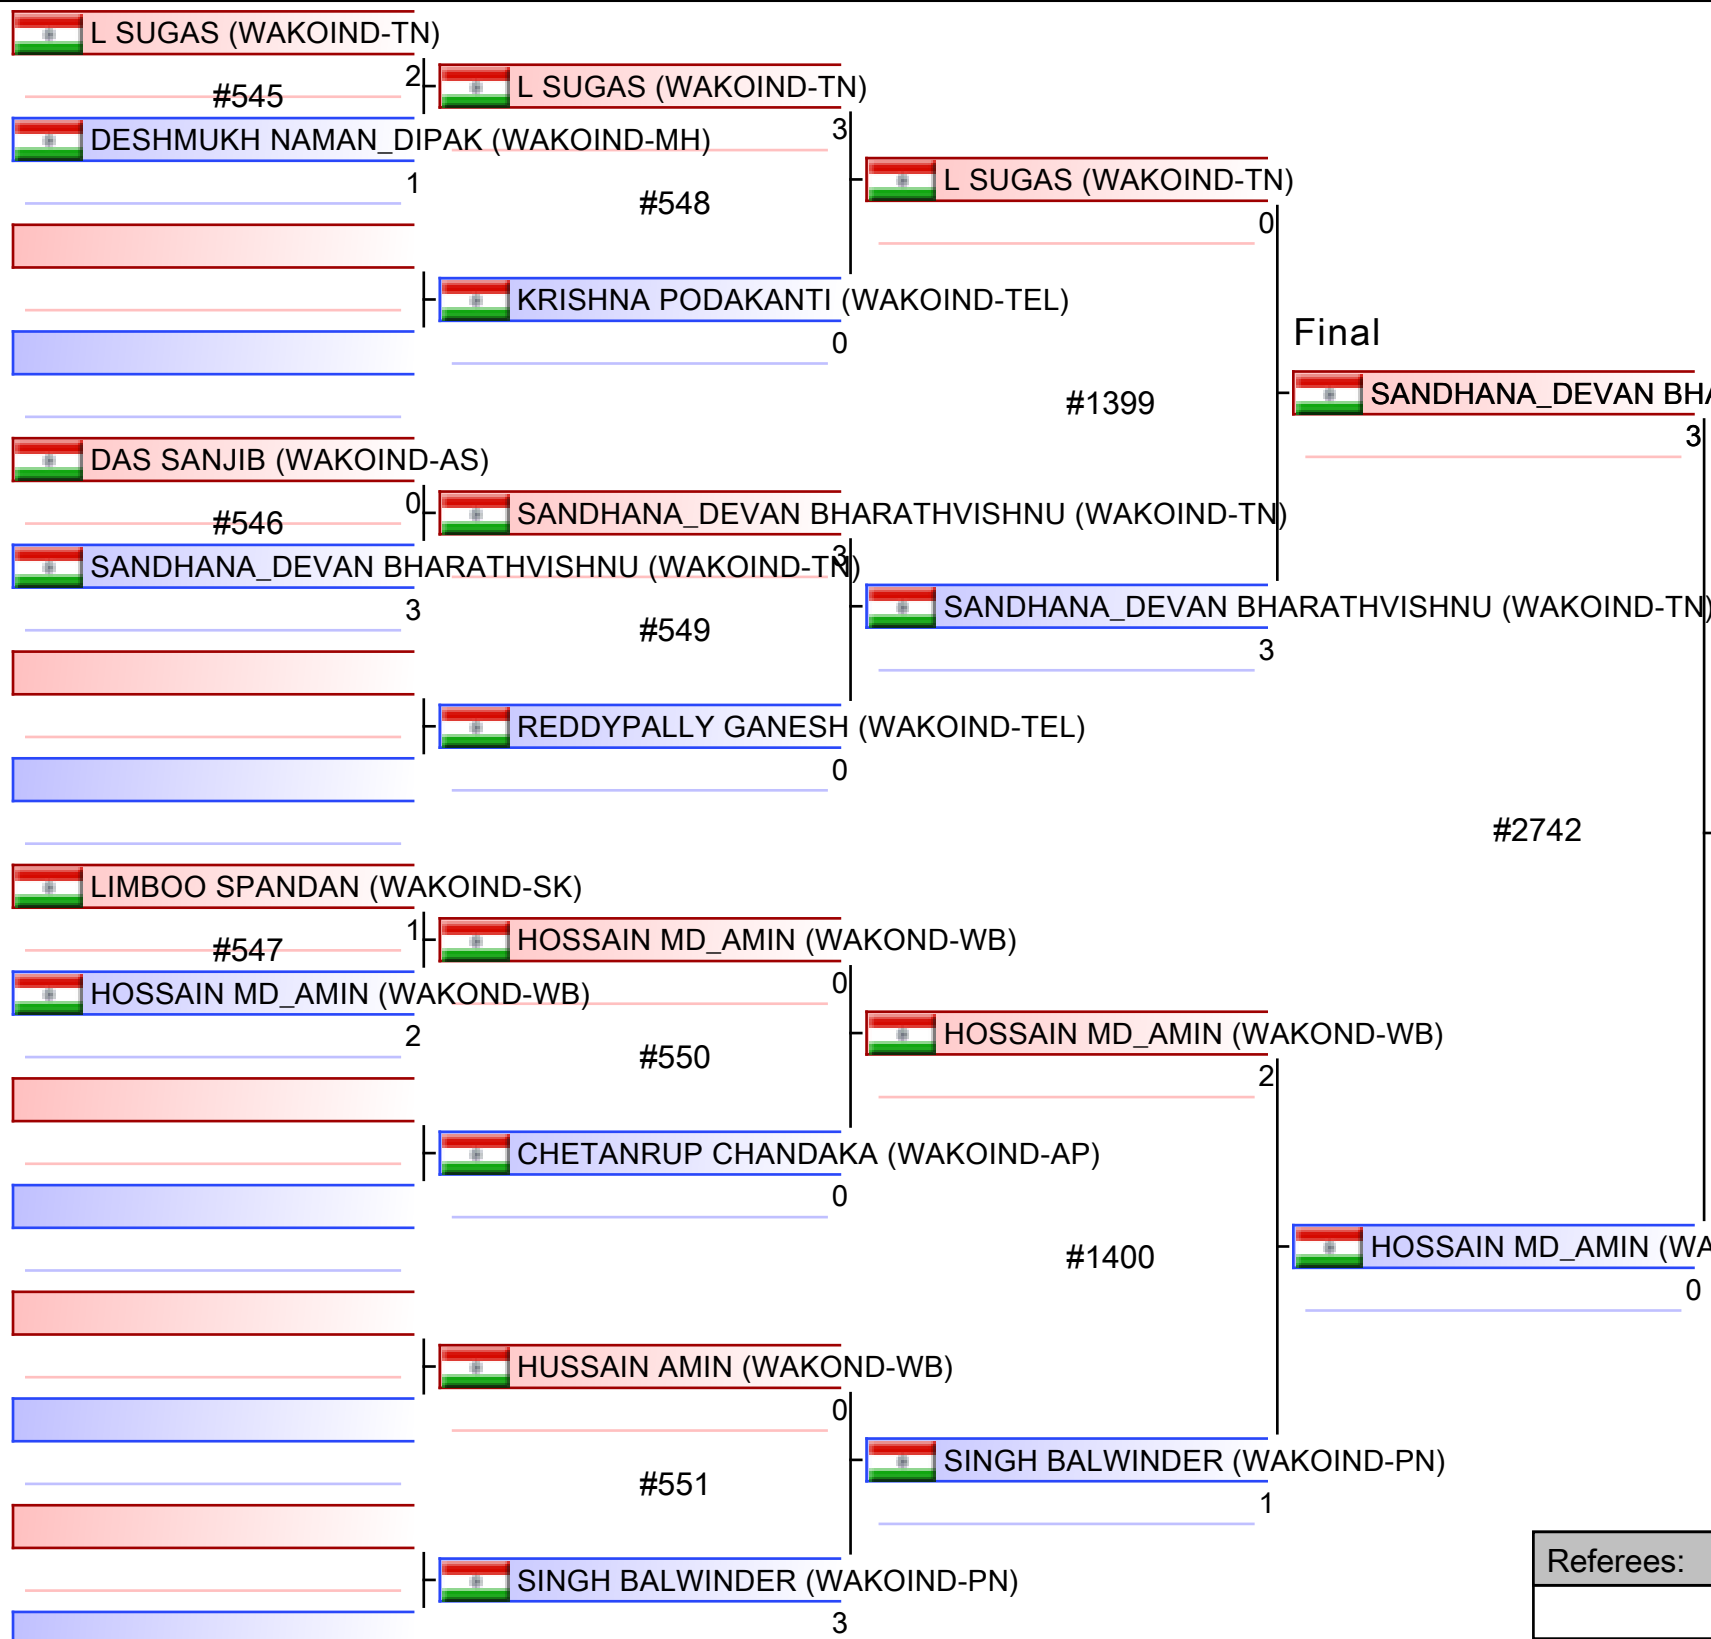 L SUGAS (WAKOIND-TN)
2
#545
DESHMUKH NAMAN_DIPAK (WAKOIND-MH)
1
DAS SANJIB (WAKOIND-AS)
0
#546
SANDHANA_DEVAN BHARATHVISHNU (WAKOIND-TN)
3
LIMBOO SPANDAN (WAKOIND-SK)
1
#547
HOSSAIN MD_AMIN (WAKOND-WB)
2
L SUGAS (WAKOIND-TN)
3
#548
KRISHNA PODAKANTI (WAKOIND-TEL)
0
SANDHANA_DEVAN BHARATHVISHNU (WAKOIND-TN)
3
#549
REDDYPALLY GANESH (WAKOIND-TEL)
0
HOSSAIN MD_AMIN (WAKOND-WB)
0
#550
CHETANRUP CHANDAKA (WAKOIND-AP)
0
HUSSAIN AMIN (WAKOND-WB)
0
#551
SINGH BALWINDER (WAKOIND-PN)
3
L SUGAS (WAKOIND-TN)
0
#1399
SANDHANA_DEVAN BHARATHVISHNU (WAKOIND-TN)
3
HOSSAIN MD_AMIN (WAKOND-WB)
2
#1400
SINGH BALWINDER (WAKOIND-PN)
1
Final
SANDHANA_DEVAN BHA
3
#2742
HOSSAIN MD_AMIN (WA
0
Referees: